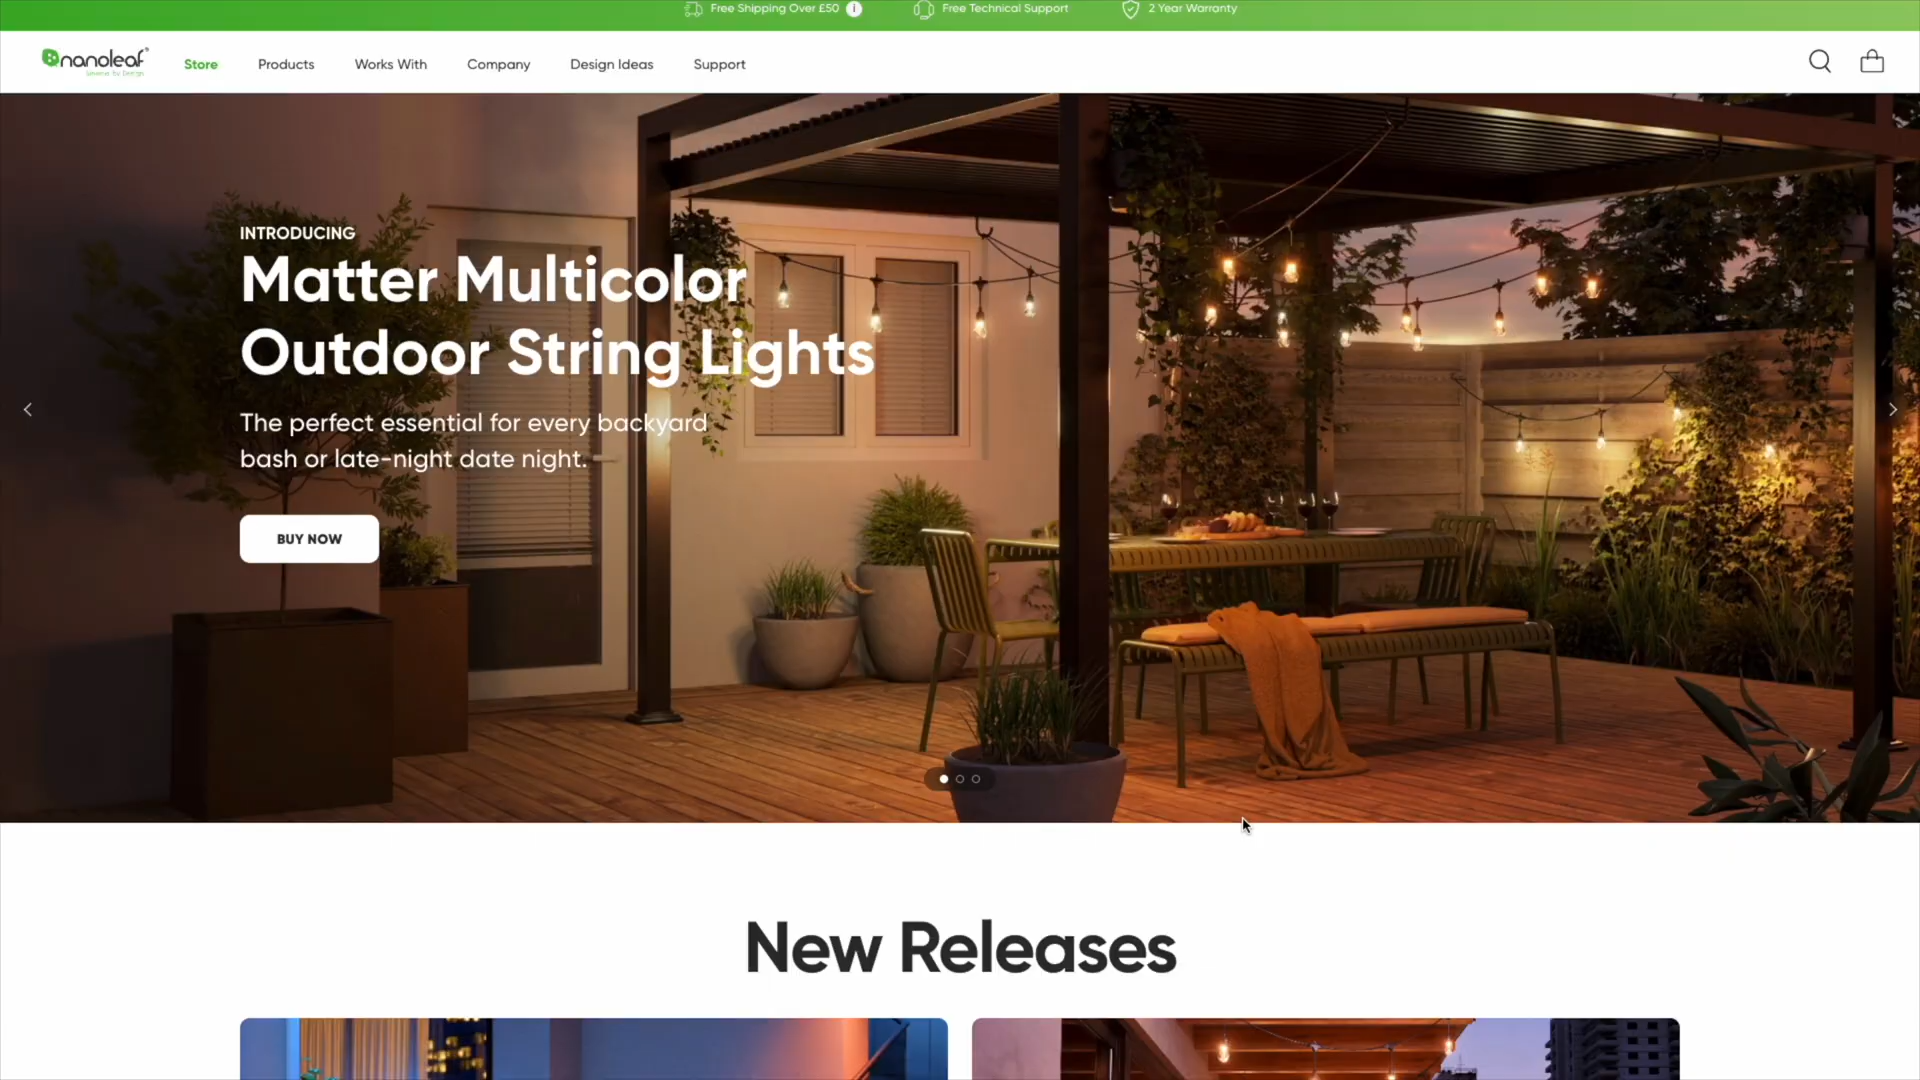 Free Shipping Over £50 i
Free Technical Support
2 Year Warranty
nanoleaf
Store
Products
Works With
Company
Design Ideas
Support
INTRODUCING
Matter Multicolor
Outdoor String Lights
The perfect essential for every backyard
bash or late-night date night.
BUY NOW
New Releases